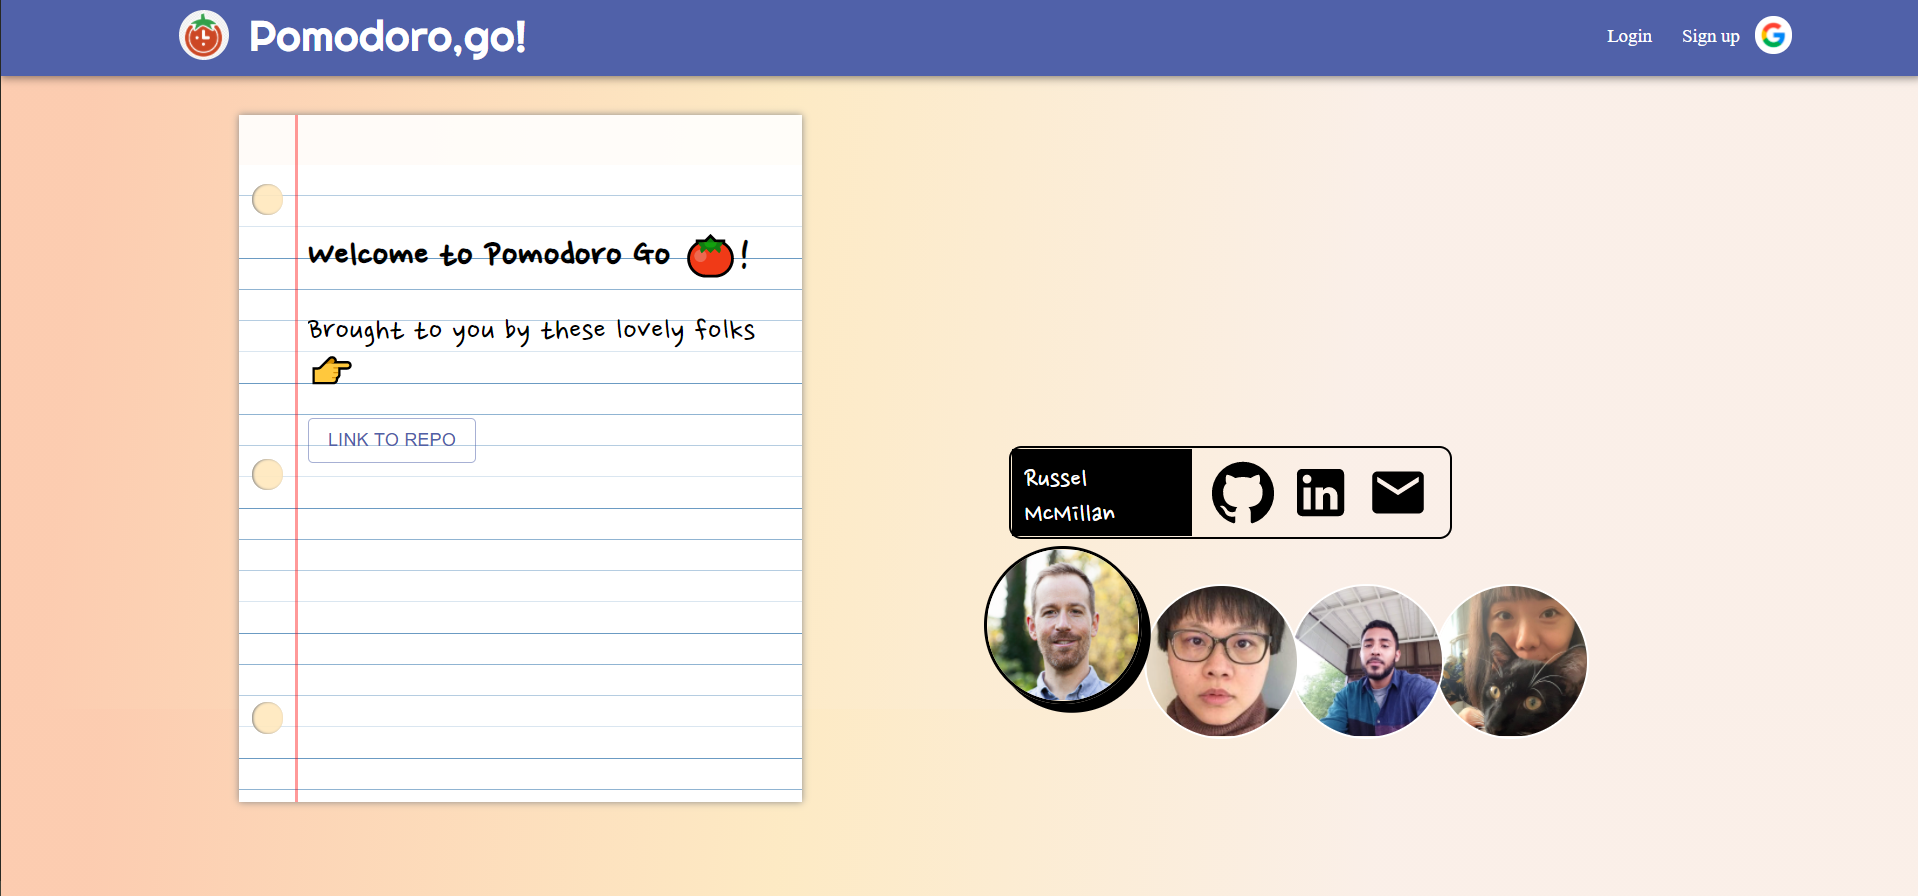 Pomodoro,go!
Login
Sign up
Welcome to Pomodoro Go 🍅!
Brought to you by these lovely folks
👉
LINK TO REPO
Russel
McMillan